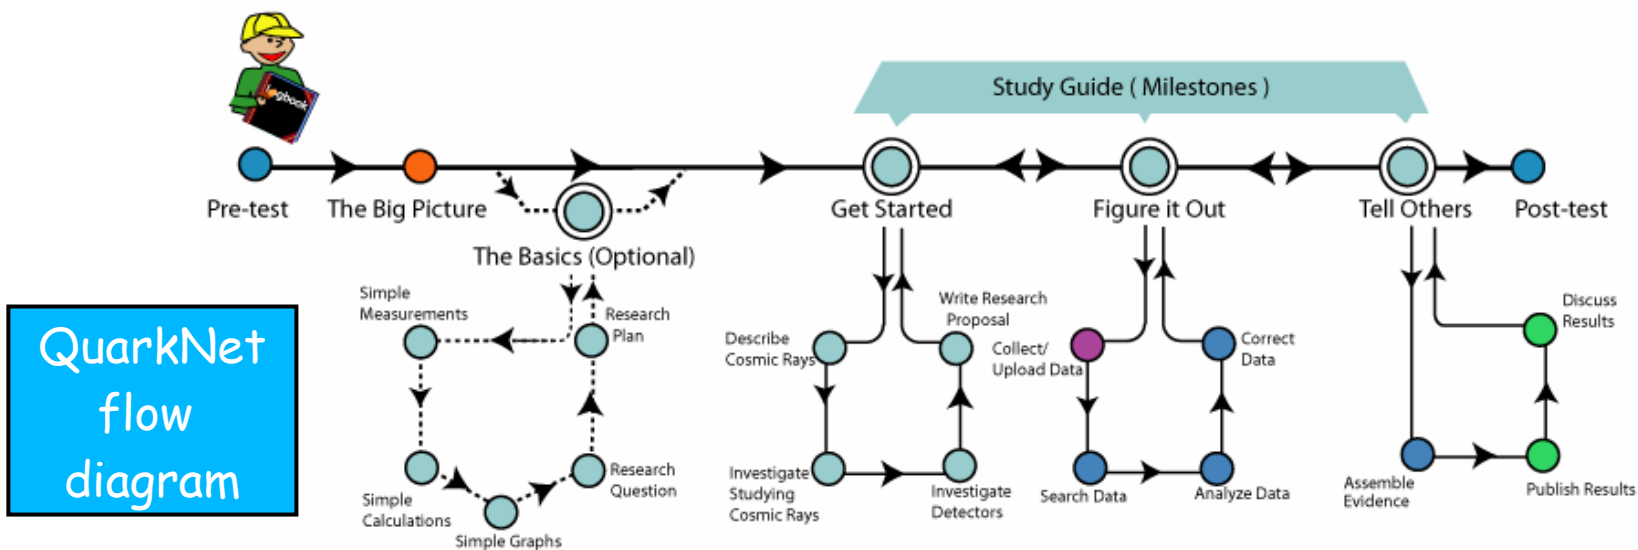 logbook
Study Guide ( Milestones )
Pre-test
The Big Picture
Get Started
Figure it Out
Tell Others
Post-test
The Basics (Optional)
Simple
Measurements
Research
Plan
Simple
Calculations
Simple Graphs
Research
Question
Describe
Cosmic Rays
Write Research
Proposal
Investigate
Studying
Cosmic Rays
Investigate
Detectors
Collect/
Upload Data
Correct
Data
Search Data
Analyze Data
Discuss
Results
Assemble
Evidence
Publish Results
QuarkNet
flow
diagram